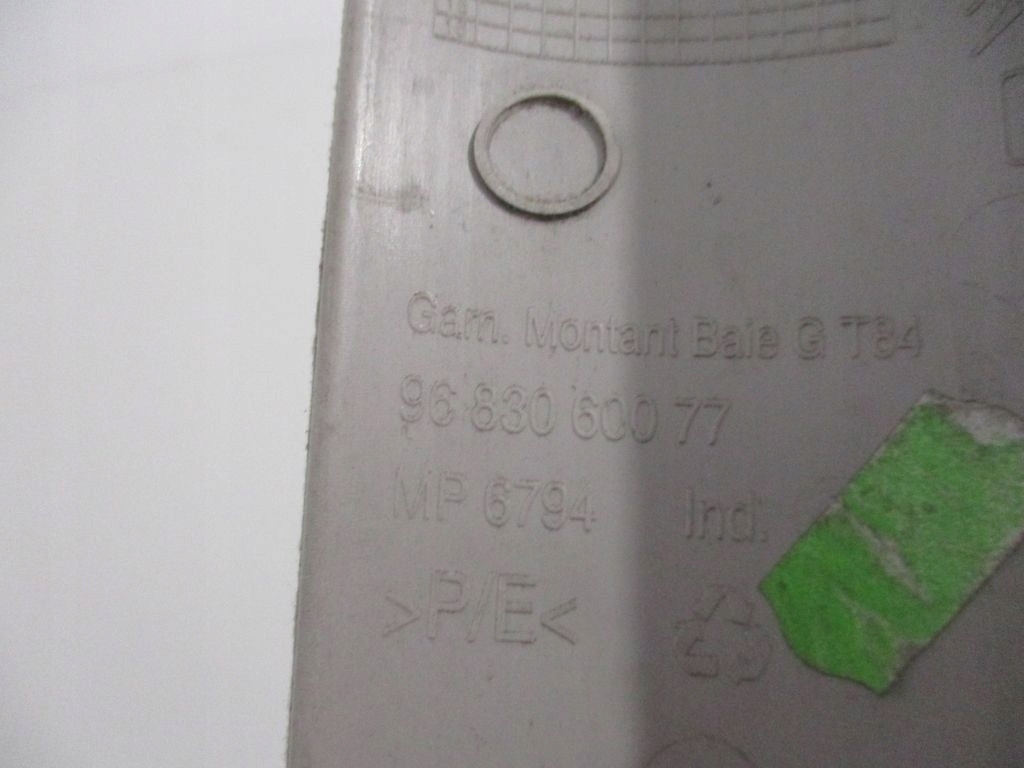 Garn. Montant Baie G T84
96 830 600 77
MP 6794 Ind.
>P/E<